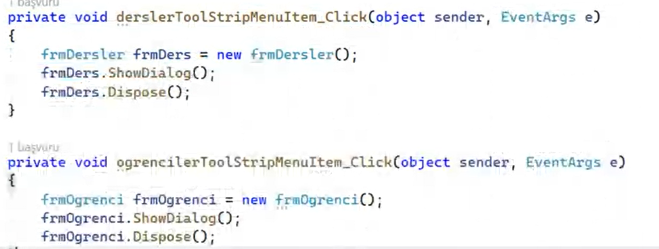 1 başvuru
private void derslerToolStripMenuItem_Click(object sender, EventArgs e)
{
frmDersler frmDers = new frmDersler();
frmDers.ShowDialog();
frmDers.Dispose();
}
1 başvuru
private void ogrencilerToolStripMenuItem_Click(object sender, EventArgs e)
{
frmOgrenci frmOgrenci = new frmOgrenci();
frmOgrenci.ShowDialog();
frmOgrenci.Dispose();